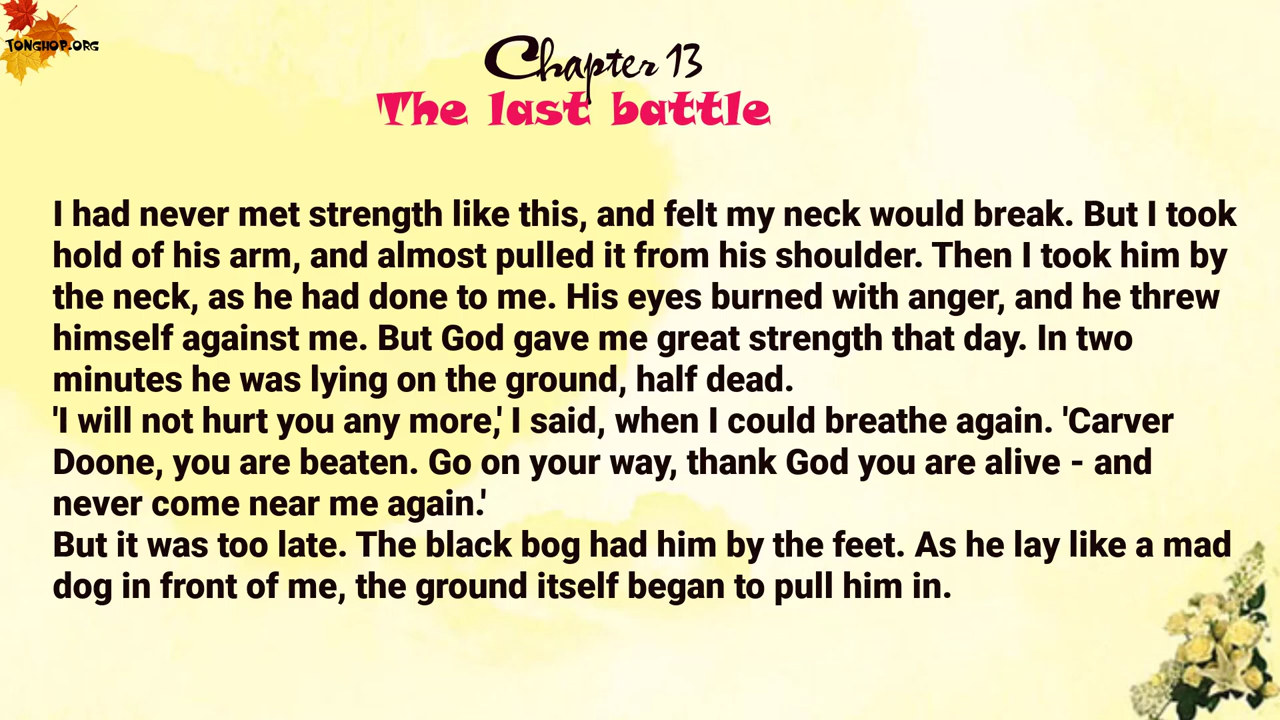 TONGHOP.ORG
Chapter 13
The last battle
I had never met strength like this, and felt my neck would break. But I took
hold of his arm, and almost pulled it from his shoulder. Then I took him by
the neck, as he had done to me. His eyes burned with anger, and he threw
himself against me. But God gave me great strength that day. In two
minutes he was lying on the ground, half dead.
'I will not hurt you any more,' I said, when I could breathe again. 'Carver
Doone, you are beaten. Go on your way, thank God you are alive - and
never come near me again.'
But it was too late. The black bog had him by the feet. As he lay like a mad
dog in front of me, the ground itself began to pull him in.